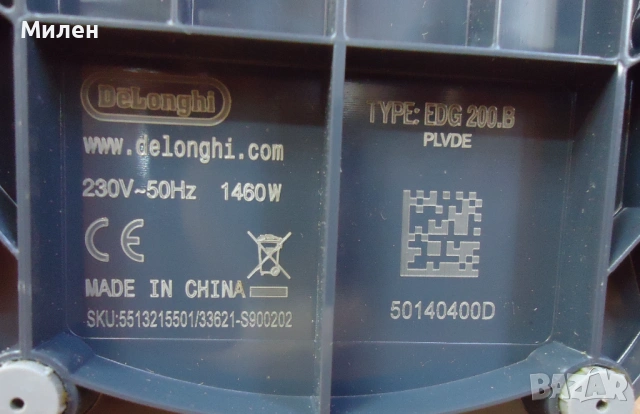 Милен
DeLonghi
www.delonghi.com
230V~50Hz 1460W
CE
MADE IN CHINA
SKU:5513215501/33621-S900202
TYPE: EDG 200.B
PLVDE
50140400D
bazar